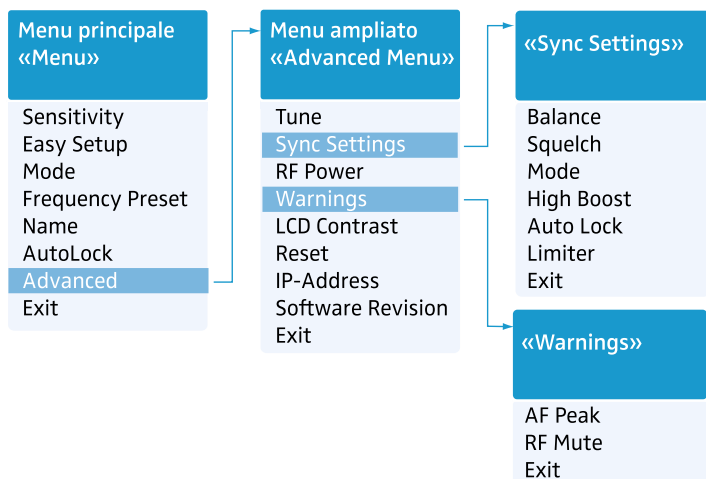 Menu principale
«Menu»
Sensitivity
Easy Setup
Mode
Frequency Preset
Name
AutoLock
Advanced
Exit
Menu ampliato
«Advanced Menu»
Tune
Sync Settings
RF Power
Warnings
LCD Contrast
Reset
IP-Address
Software Revision
Exit
«Sync Settings»
Balance
Squelch
Mode
High Boost
Auto Lock
Limiter
Exit
«Warnings»
AF Peak
RF Mute
Exit